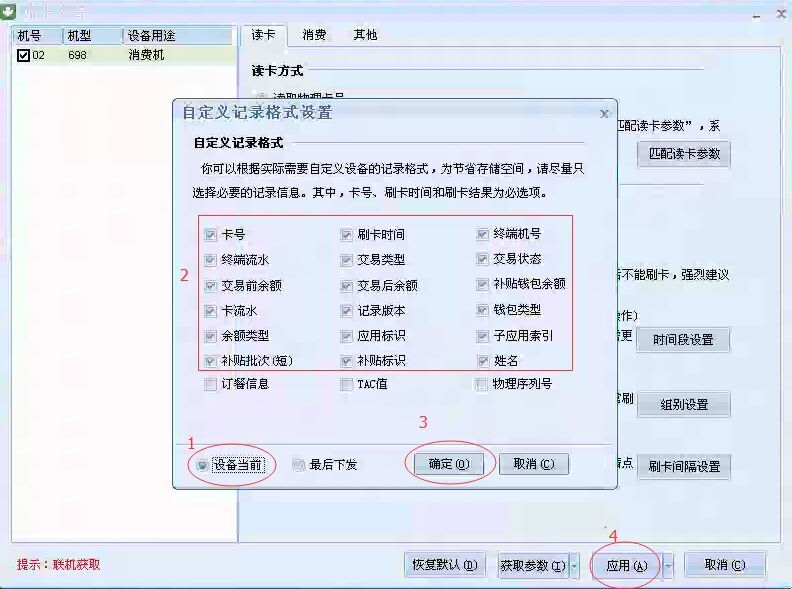 机号 机型 设备用途
02 698 消费机
读卡 消费 其他
读卡方式
匹配读卡参数”，系
匹配读卡参数
自定义记录格式设置
自定义记录格式
你可以根据实际需要自定义设备的记录格式，为节省存储空间，请尽量只
选择必要的记录信息。其中，卡号、刷卡时间和刷卡结果为必选项。
2
卡号 刷卡时间 终端机号
终端流水 交易类型 交易状态
交易前余额 交易后余额 补贴钱包余额
卡流水 记录版本 钱包类型
余额类型 应用标识 子应用索引
补贴批次(短) 补贴标识 姓名
订餐信息 TAC值 物理序列号
1
设备当前 最后下发
3
确定(O) 取消(C)
不能刷卡，强烈建议
操作)
更
时间段设置
刷
组别设置
点
刷卡间隔设置
提示：联机获取
恢复默认(D) 获取参数(I)
4
应用(A) 取消(C)